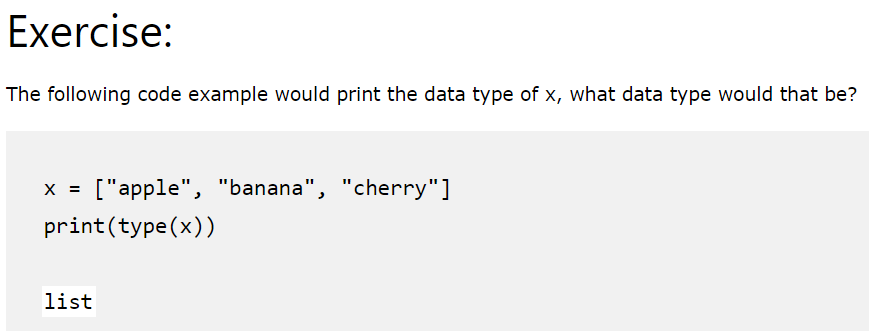 Exercise:
The following code example would print the data type of x, what data type would that be?
x = ["apple", "banana", "cherry"]
print(type(x))
list